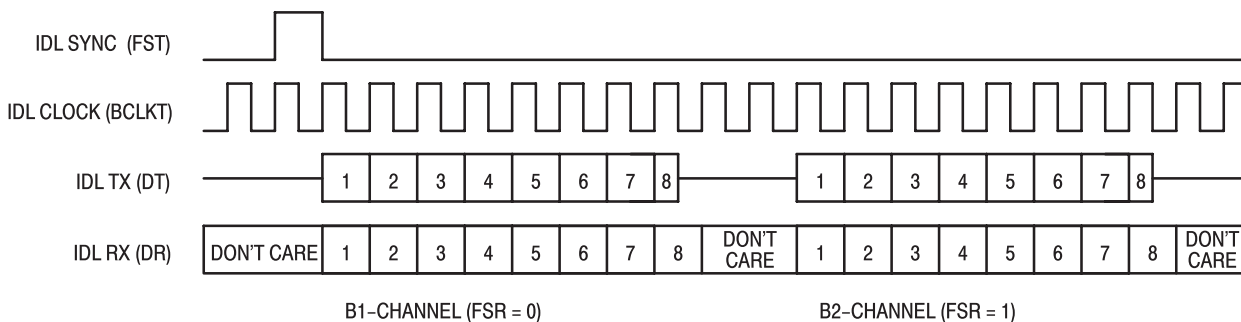 IDL SYNC (FST)
IDL CLOCK (BCLKT)
IDL TX (DT) 1 2 3 4 5 6 7 8 1 2 3 4 5 6 7 8
IDL RX (DR) DON'T CARE 1 2 3 4 5 6 7 8 DON'T CARE 1 2 3 4 5 6 7 8 DON'T CARE
B1–CHANNEL (FSR = 0) B2–CHANNEL (FSR = 1)